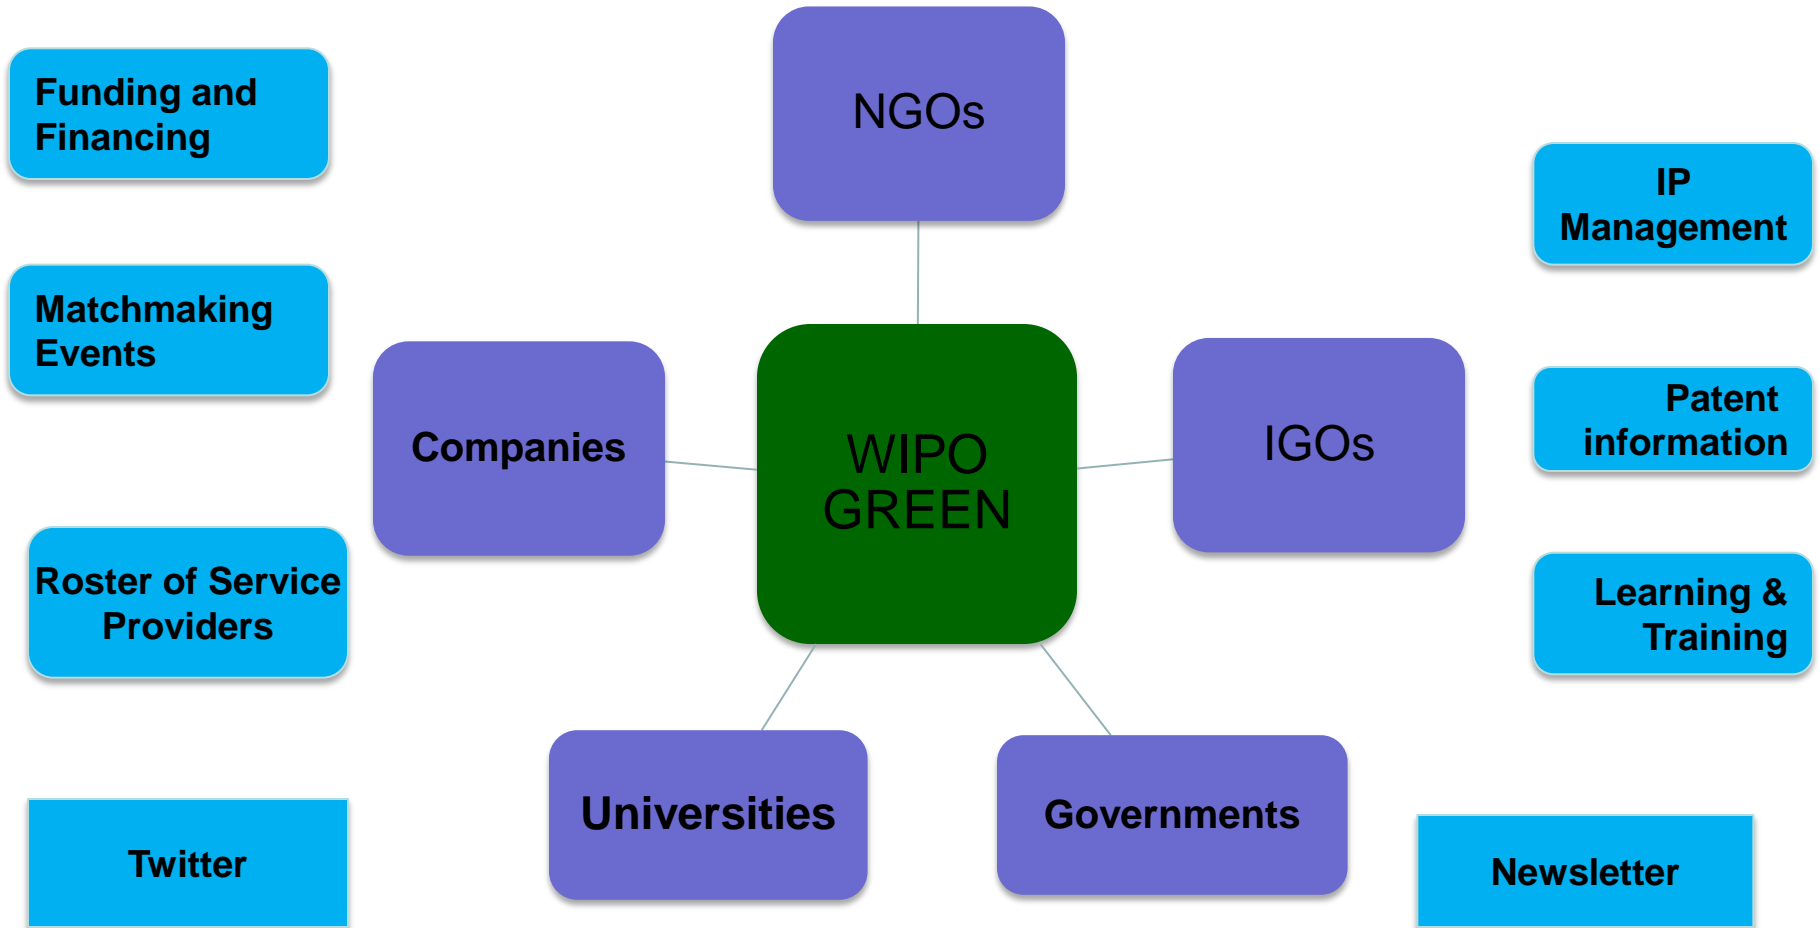 NGOs
Funding and
Financing
IP
Management
Matchmaking
Events
Companies
WIPO
GREEN
IGOs
Patent
information
Roster of Service
Providers
Learning &
Training
Universities
Governments
Twitter
Newsletter